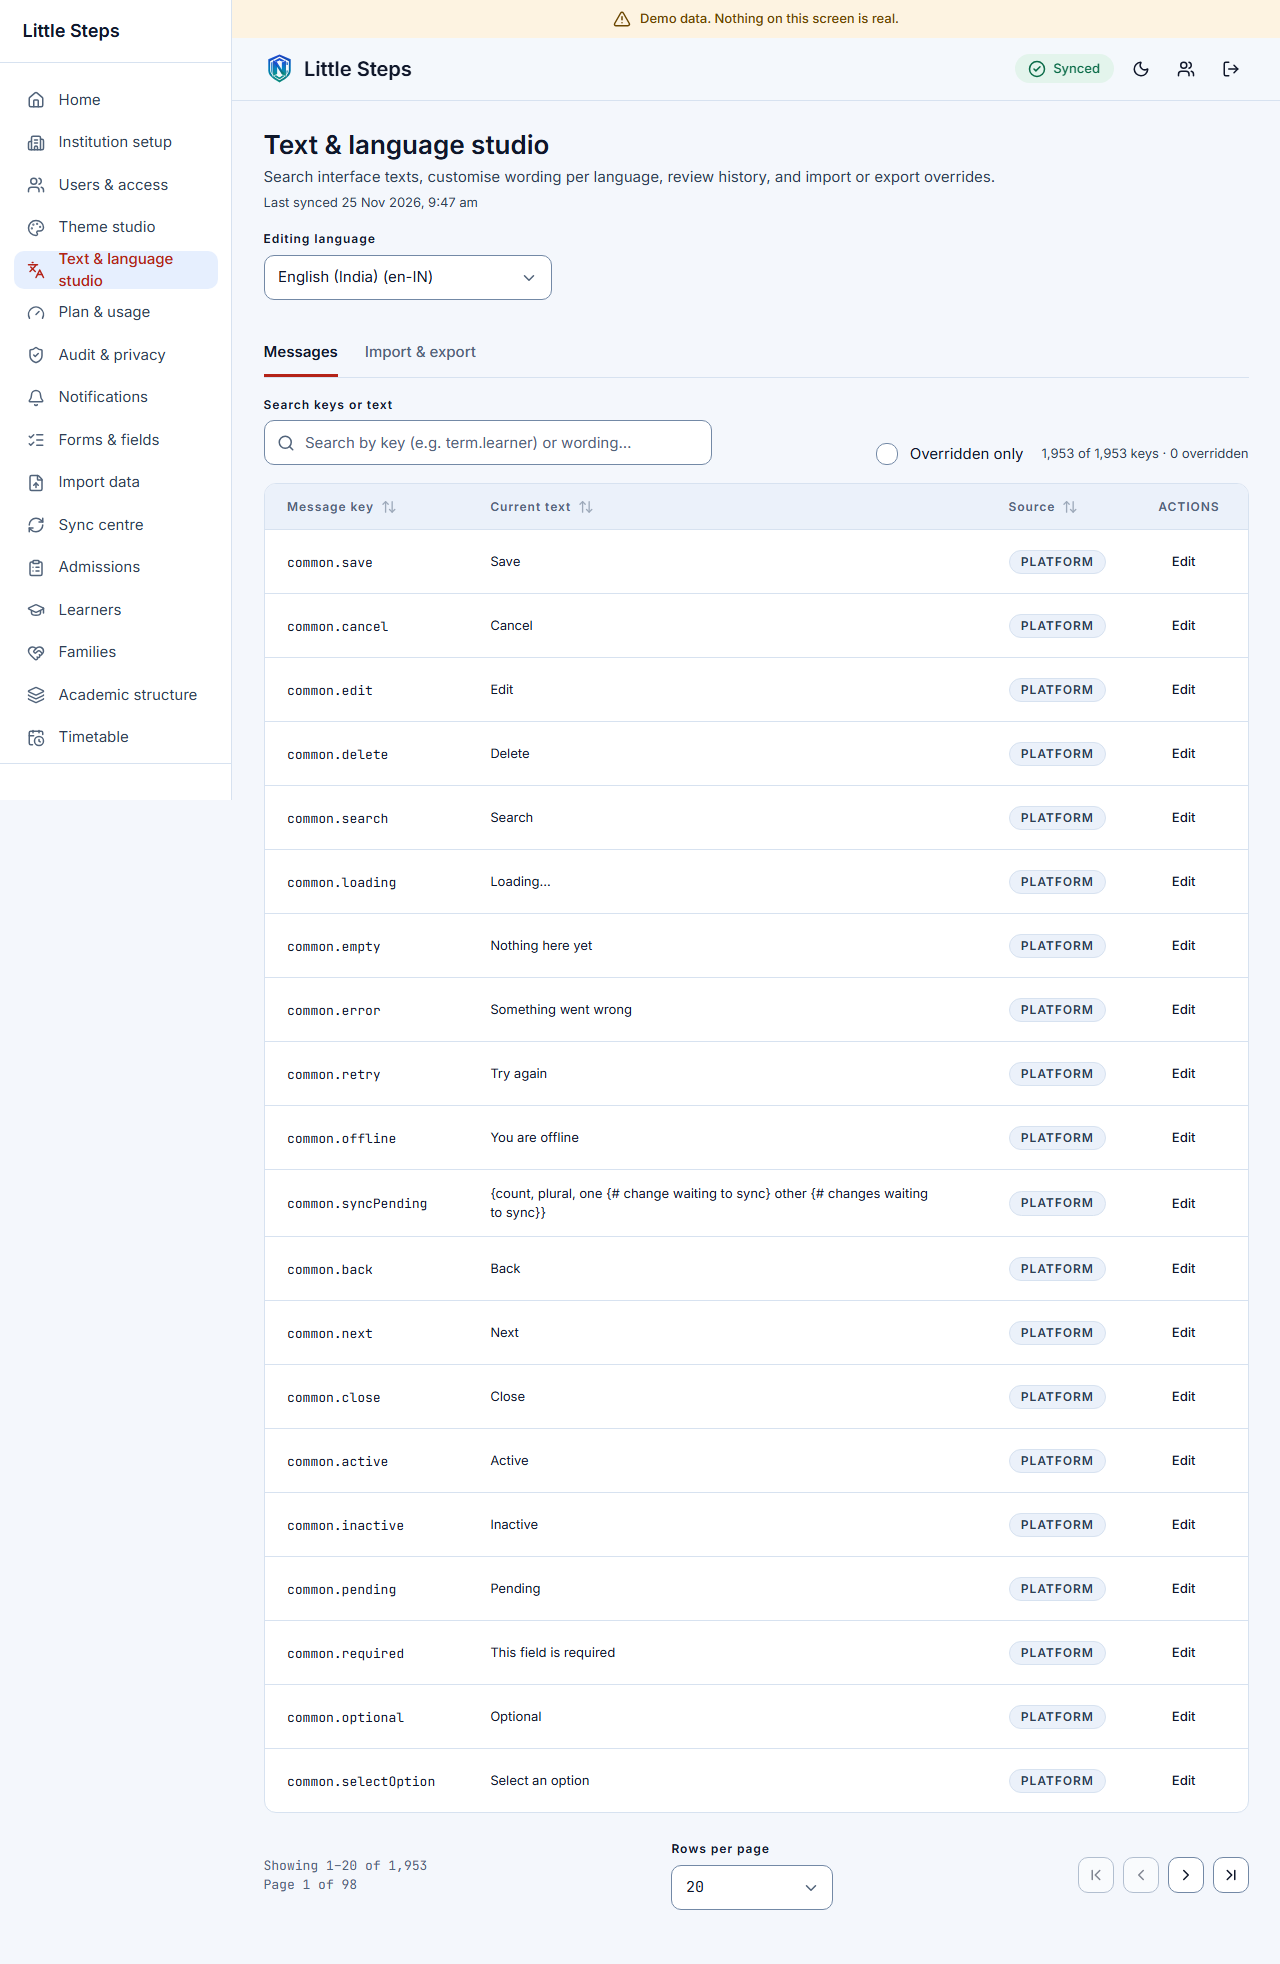 Little Steps
Home
Institution setup
Users & access
Theme studio
Text & language
studio
Plan & usage
Audit & privacy
Notifications
Forms & fields
Import data
Sync centre
Admissions
Learners
Families
Academic structure
Timetable
Demo data. Nothing on this screen is real.
Little Steps
Synced
Text & language studio
Search interface texts, customise wording per language, review history, and import or export overrides.
Last synced 25 Nov 2026, 9:47 am
Editing language
English (India) (en-IN)
Messages Import & export
Search keys or text
Search by key (e.g. term.learner) or wording...
Overridden only 1,953 of 1,953 keys · 0 overridden
Message key Current text Source ACTIONS
common.save Save PLATFORM Edit
common.cancel Cancel PLATFORM Edit
common.edit Edit PLATFORM Edit
common.delete Delete PLATFORM Edit
common.search Search PLATFORM Edit
common.loading Loading... PLATFORM Edit
common.empty Nothing here yet PLATFORM Edit
common.error Something went wrong PLATFORM Edit
common.retry Try again PLATFORM Edit
common.offline You are offline PLATFORM Edit
common.syncPending {count, plural, one {# change waiting to sync} other {# changes waiting
to sync}} PLATFORM Edit
common.back Back PLATFORM Edit
common.next Next PLATFORM Edit
common.close Close PLATFORM Edit
common.active Active PLATFORM Edit
common.inactive Inactive PLATFORM Edit
common.pending Pending PLATFORM Edit
common.required This field is required PLATFORM Edit
common.optional Optional PLATFORM Edit
common.selectOption Select an option PLATFORM Edit
Showing 1–20 of 1,953
Page 1 of 98
Rows per page
20